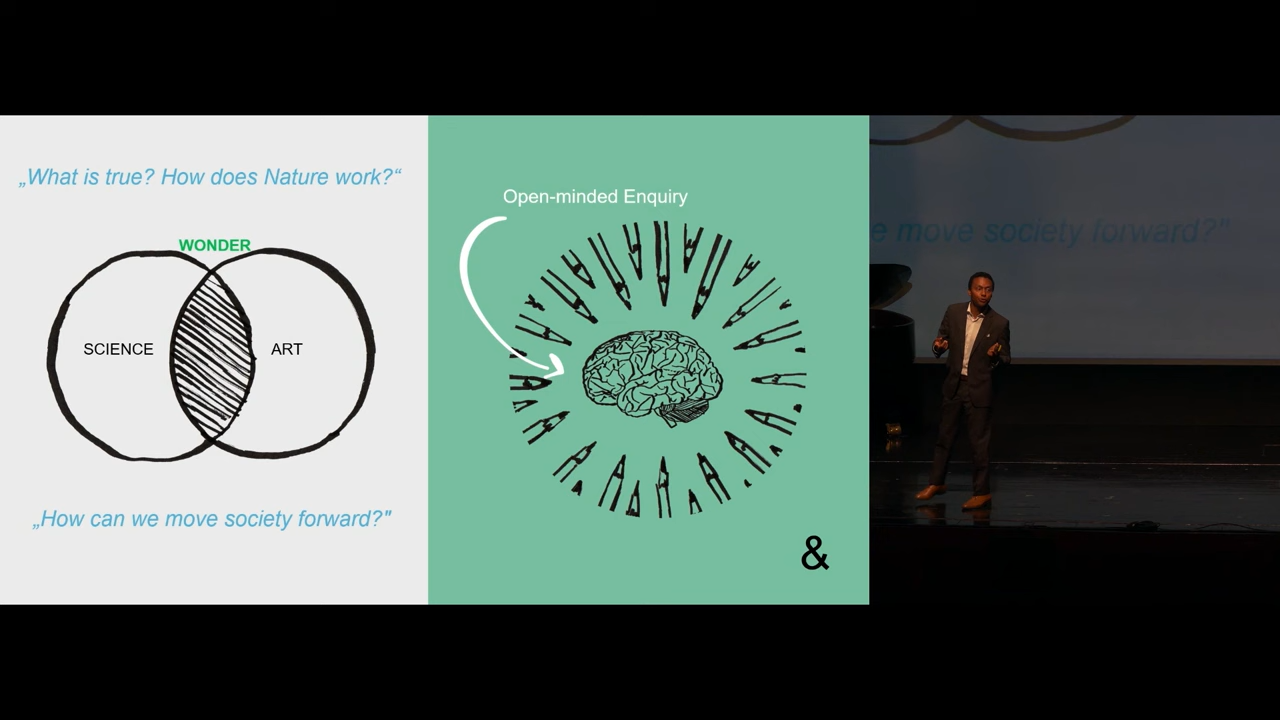 „What is true? How does Nature work?“
WONDER
SCIENCE
ART
„How can we move society forward?"
Open-minded Enquiry
&
e move society forward?"